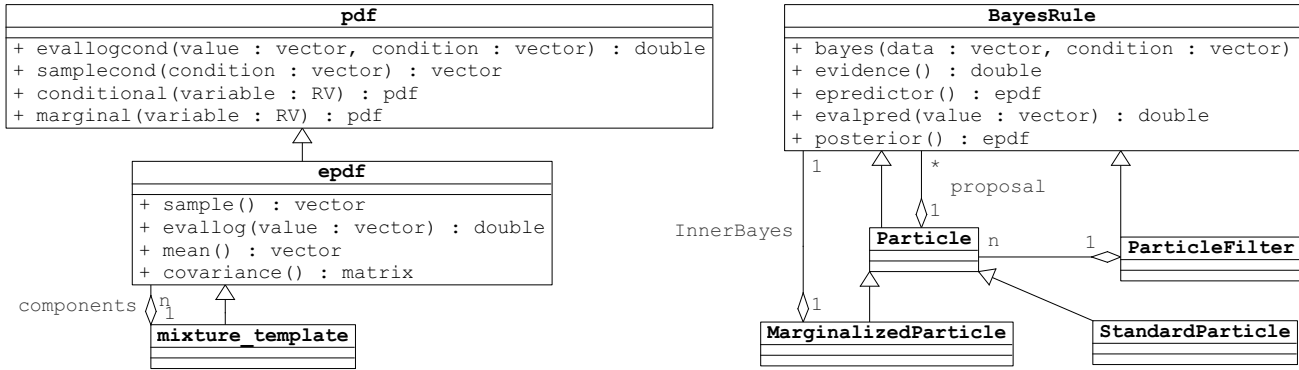 pdf
+ evallogcond(value : vector, condition : vector) : double
+ samplecond(condition : vector) : vector
+ conditional(variable : RV) : pdf
+ marginal(variable : RV) : pdf
epdf
+ sample() : vector
+ evallog(value : vector) : double
+ mean() : vector
+ covariance() : matrix
components
n
1
mixture_template
BayesRule
+ bayes(data : vector, condition : vector)
+ evidence() : double
+ epredictor() : epdf
+ evalpred(value : vector) : double
+ posterior() : epdf
1
*
proposal
InnerBayes
1
Particle
n
1
ParticleFilter
1
MarginalizedParticle
StandardParticle